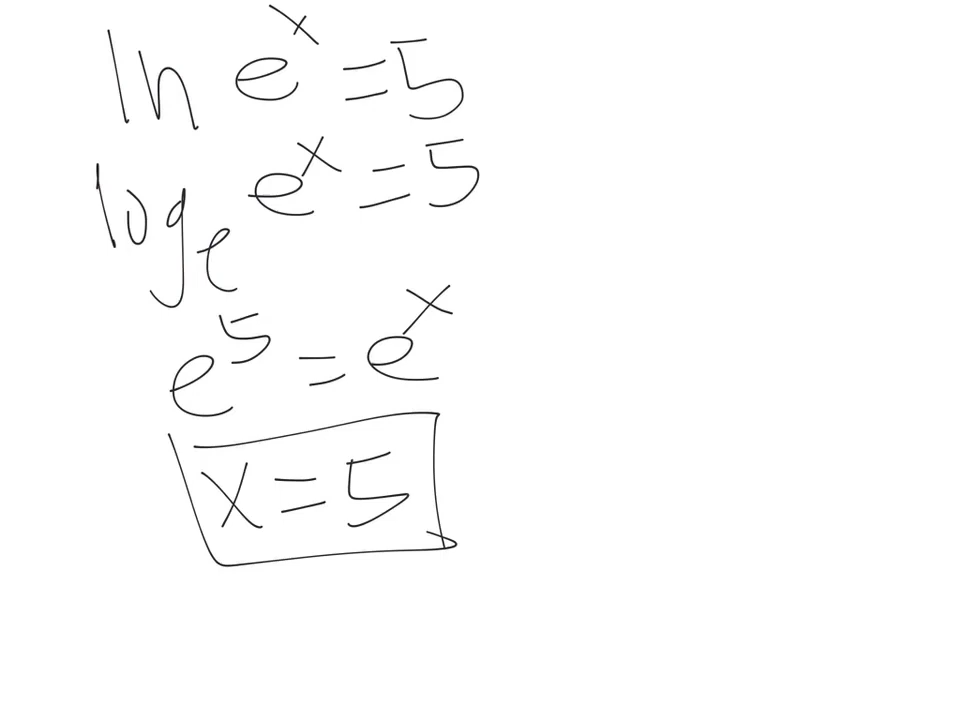 ln e^x = 5
log_e e^x = 5
e^5 = e^x
x = 5